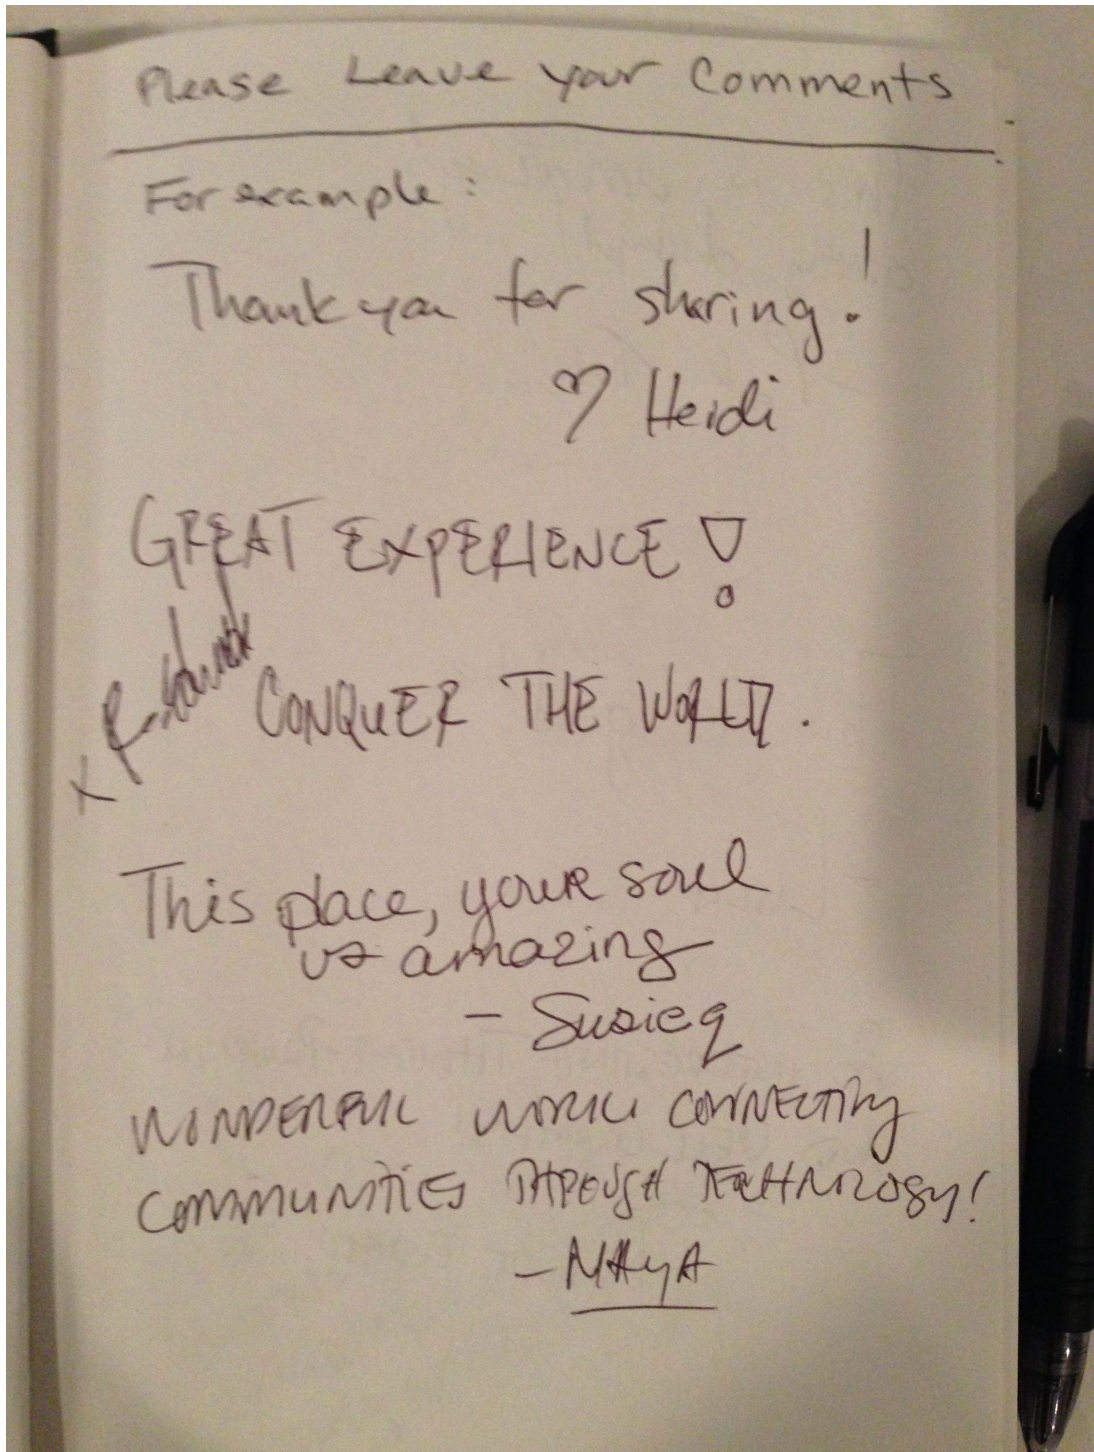 Please Leave your Comments
For example:
Thank you for sharing!
♡ Heidi
GREAT EXPERIENCE!
CONQUER THE WORLD.
This place, your soul
is amazing
- Susieq
WONDERFUL WORK CONNECTING
COMMUNITIES THROUGH TECHNOLOGY!
- MAYA